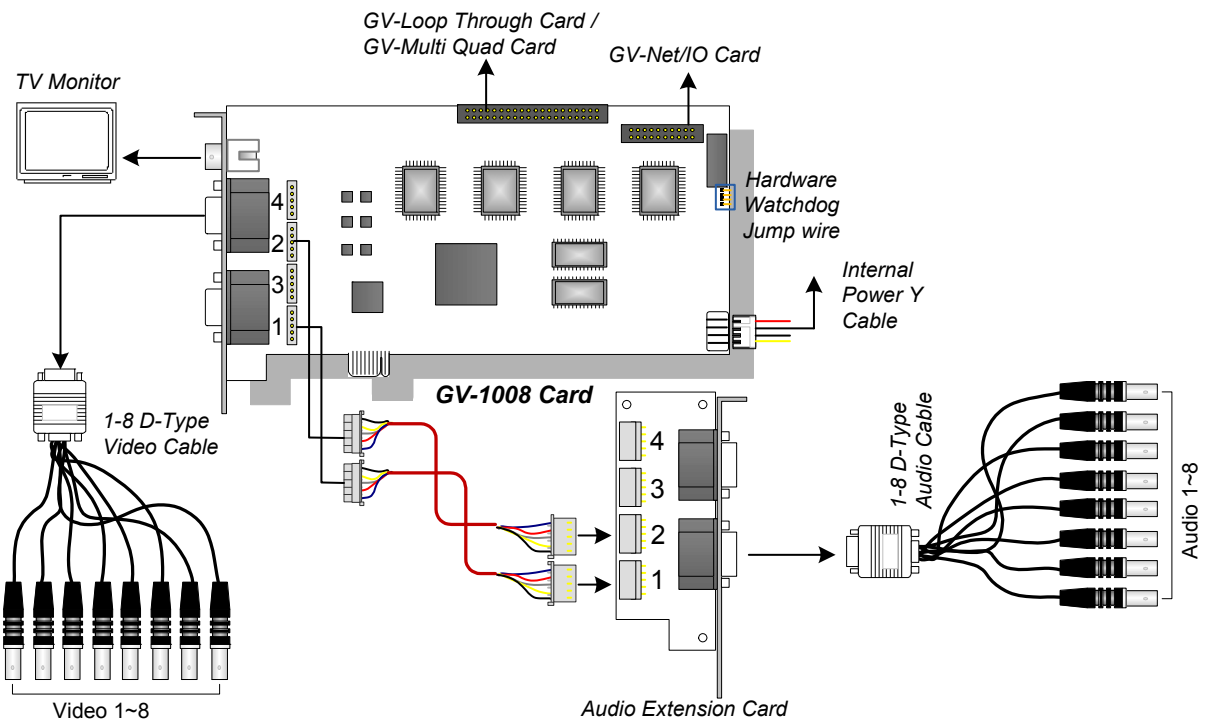 GV-Loop Through Card /
GV-Multi Quad Card
GV-Net/IO Card
TV Monitor
Hardware
Watchdog
Jump wire
4
2
3
1
Internal
Power Y
Cable
GV-1008 Card
1-8 D-Type
Video Cable
4
3
2
1
1-8 D-Type
Audio Cable
Audio 1~8
Video 1~8
Audio Extension Card